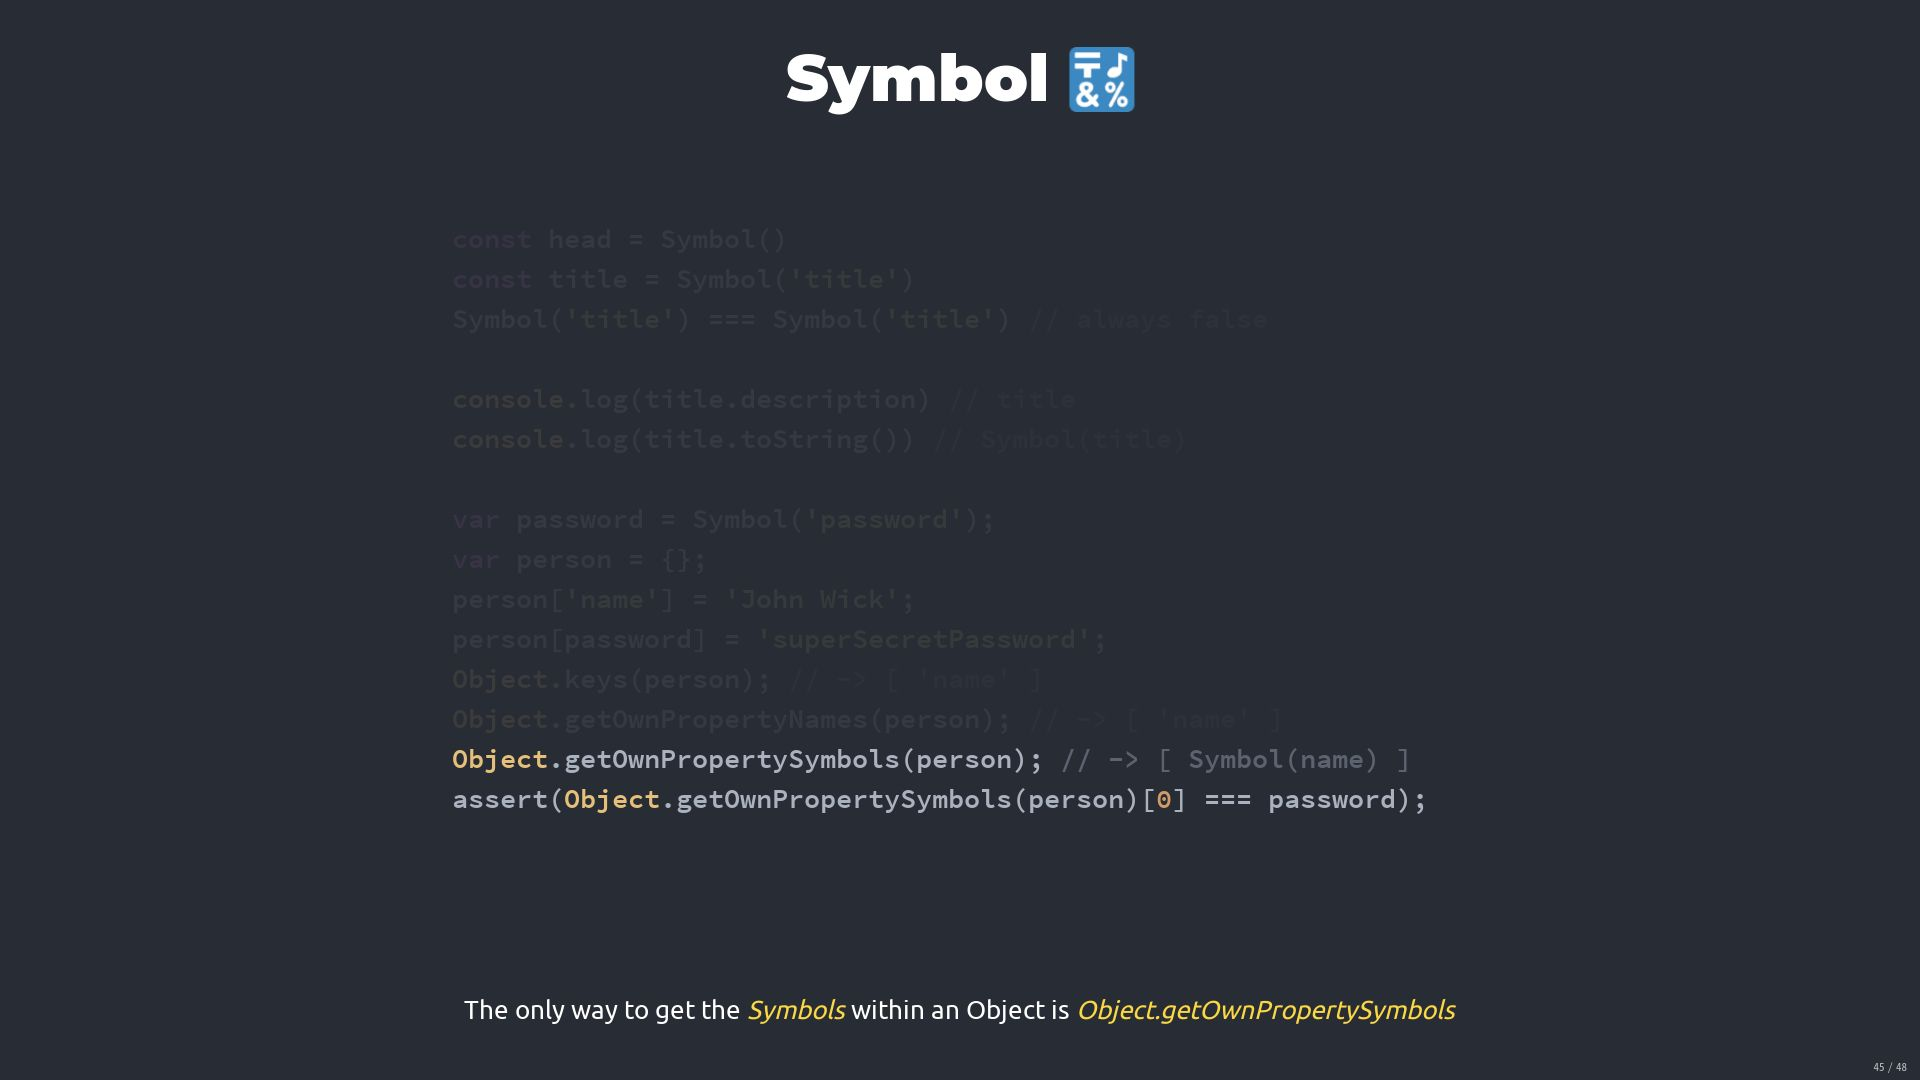 Symbol
const head = Symbol()
const title = Symbol('title')
Symbol('title') === Symbol('title') // always false
console.log(title.description) // title
console.log(title.toString()) // Symbol(title)
var password = Symbol('password');
var person = {};
person['name'] = 'John Wick';
person[password] = 'superSecretPassword';
Object.keys(person); // -> [ 'name' ]
Object.getOwnPropertyNames(person); // -> [ 'name' ]
Object.getOwnPropertySymbols(person); // -> [ Symbol(name) ]
assert(Object.getOwnPropertySymbols(person)[0] === password);
The only way to get the Symbols within an Object is Object.getOwnPropertySymbols
45 / 48